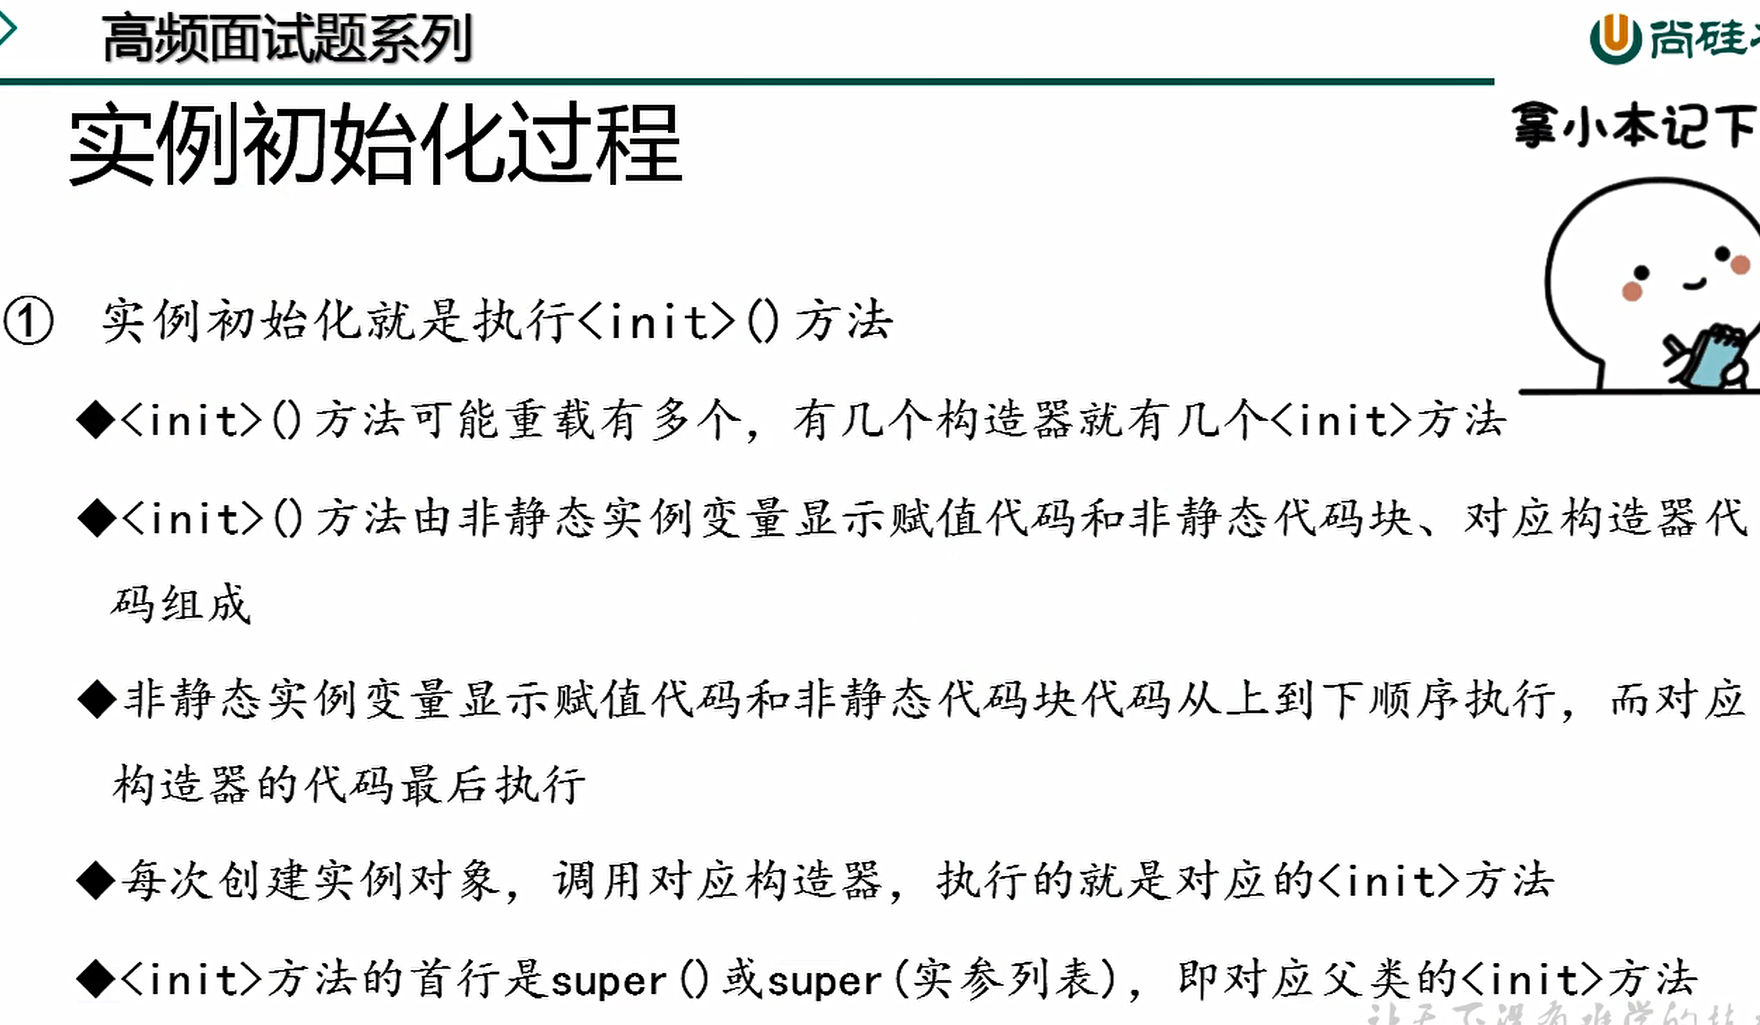 高频面试题系列
尚硅
拿小本记下
实例初始化过程
① 实例初始化就是执行<init>()方法
◆<init>()方法可能重载有多个，有几个构造器就有几个<init>方法
◆<init>()方法由非静态实例变量显示赋值代码和非静态代码块、对应构造器代
码组成
◆非静态实例变量显示赋值代码和非静态代码块代码从上到下顺序执行，而对应
构造器的代码最后执行
◆每次创建实例对象，调用对应构造器，执行的就是对应的<init>方法
◆<init>方法的首行是super()或super(实参列表)，即对应父类的<init>方法
让天下没有难学的技